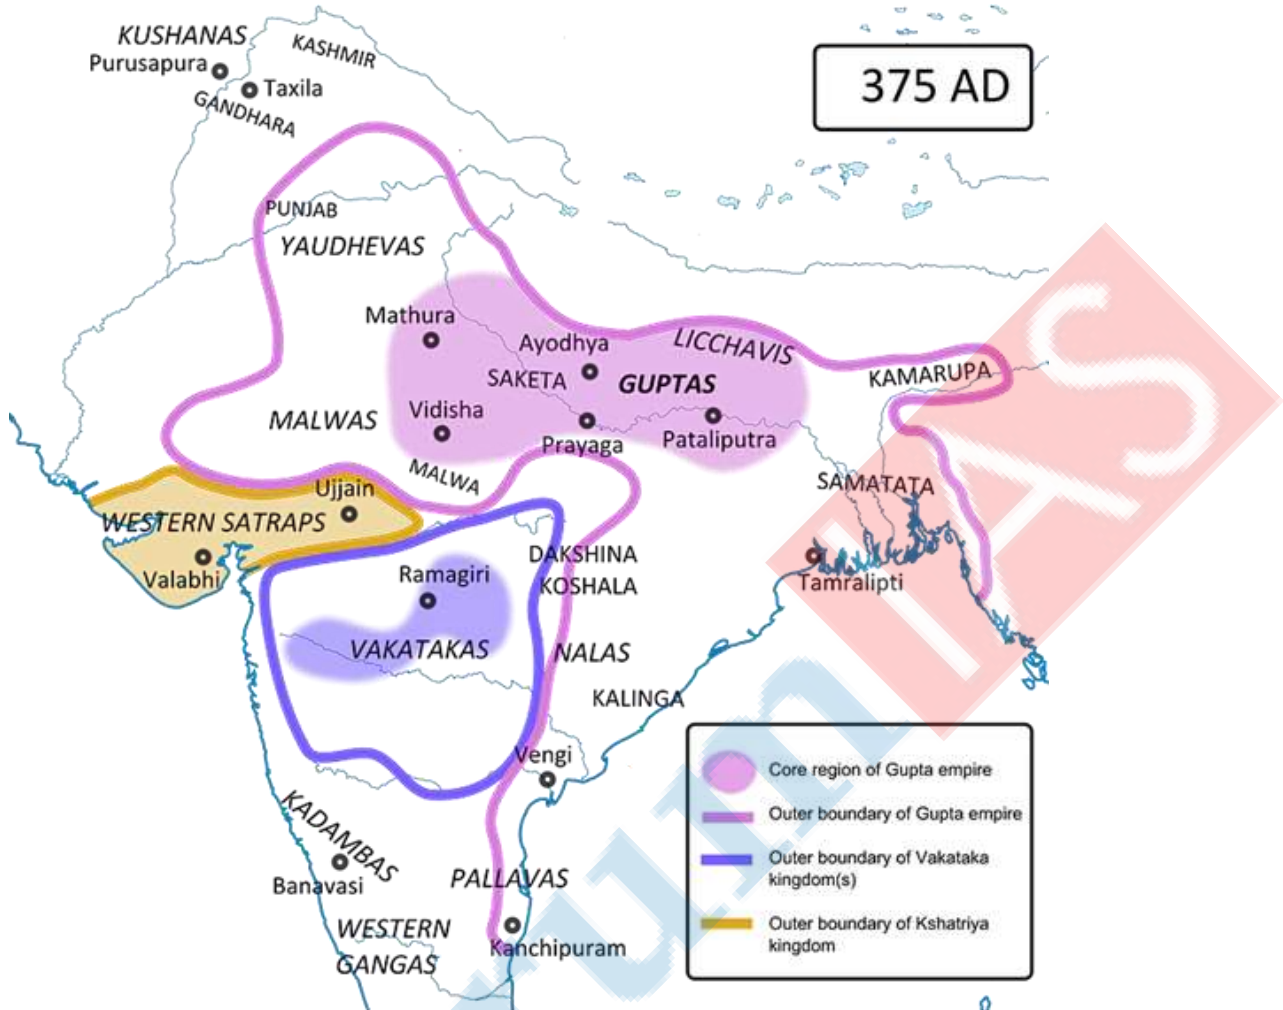 KUSHANAS
KASHMIR
375 AD
Purusapura
Taxila
GANDHARA
PUNJAB
YAUDHEVAS
Mathura
Ayodhya
LICCHAVIS
SAKETA
GUPTAS
KAMARUPA
MALWAS
Vidisha
Prayaga
Pataliputra
MALWA
Ujjain
SAMATATA
WESTERN SATRAPS
DAKSHINA
KOSHALA
Valabhi
Ramagiri
Tamralipti
VAKATAKAS
NALAS
KALINGA
Vengi
Core region of Gupta empire
Outer boundary of Gupta empire
Outer boundary of Vakataka
kingdom(s)
Outer boundary of Kshatriya
kingdom
KADAMBAS
Banavasi
PALLAVAS
WESTERN
GANGAS
Kanchipuram
um
IAS